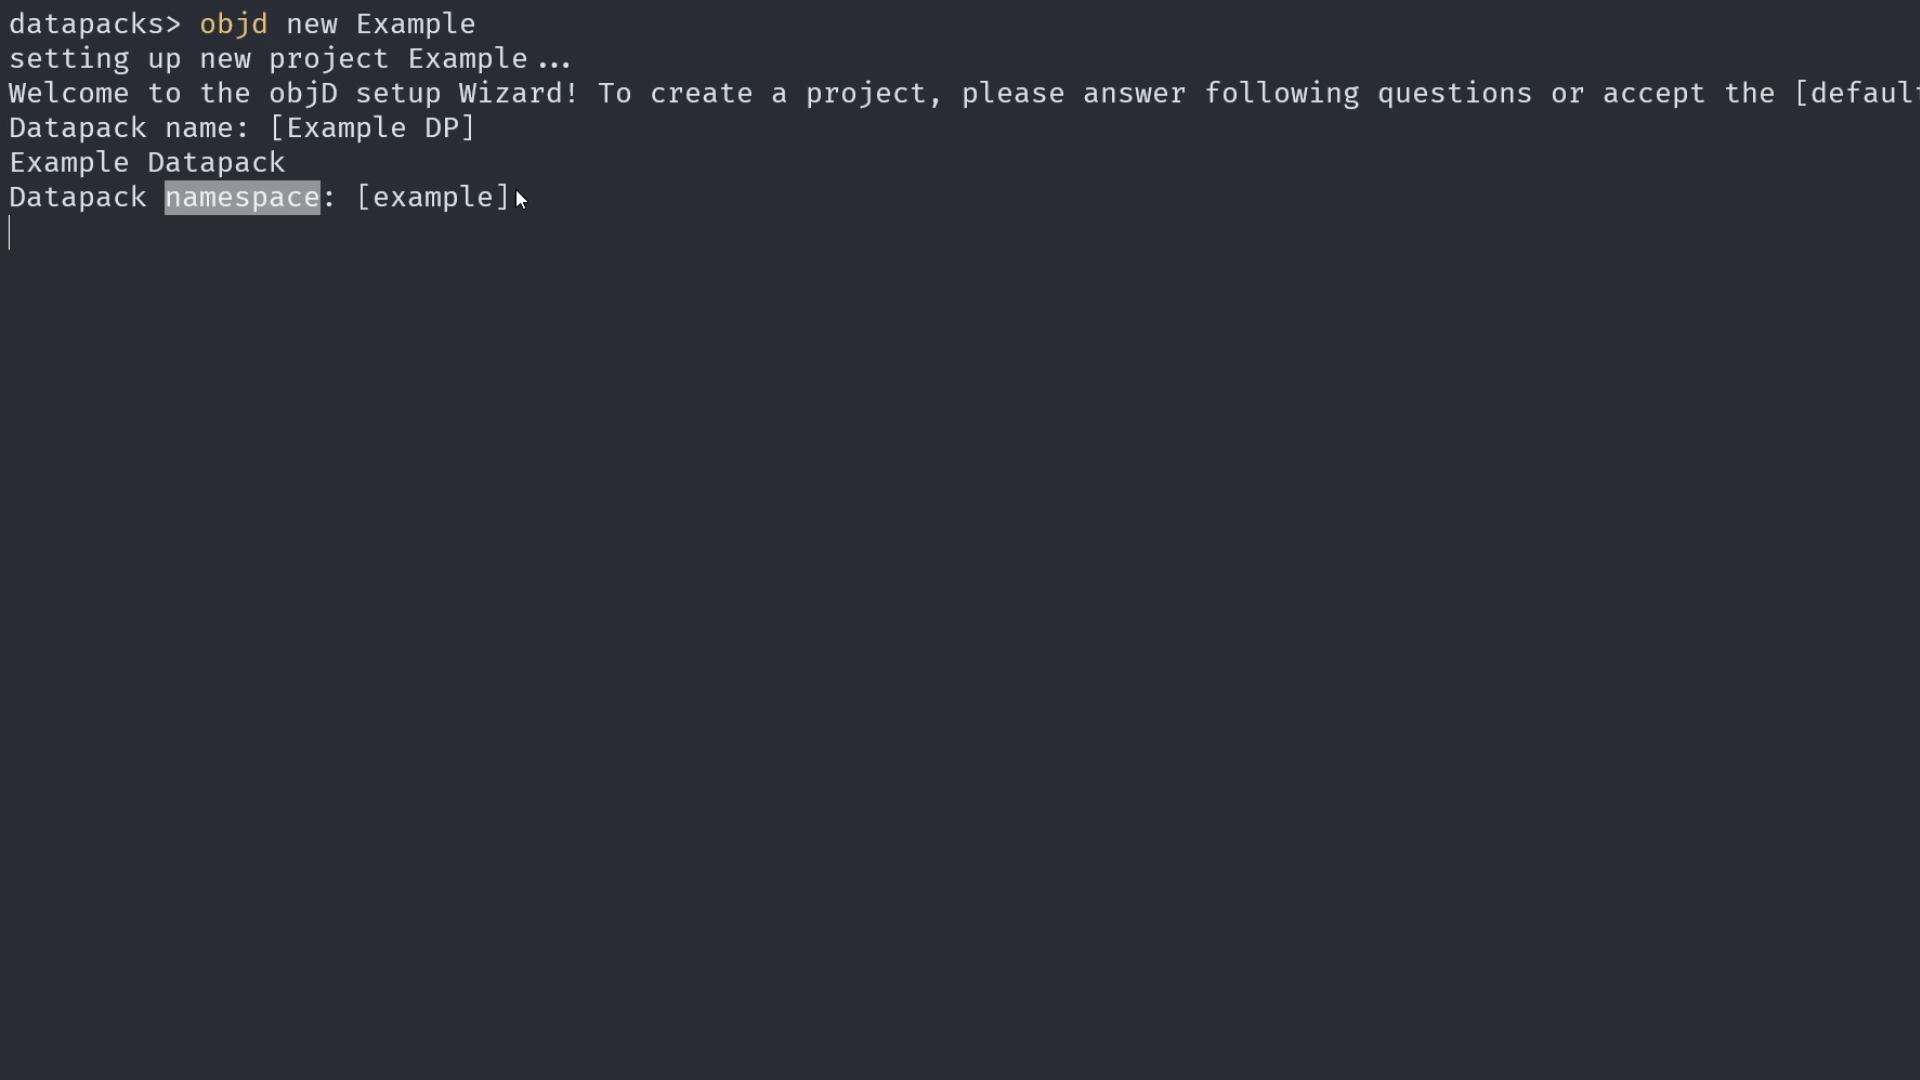 datapacks> objd new Example
setting up new project Example...
Welcome to the objD setup Wizard! To create a project, please answer following questions or accept the [default
Datapack name: [Example DP]
Example Datapack
Datapack namespace: [example]